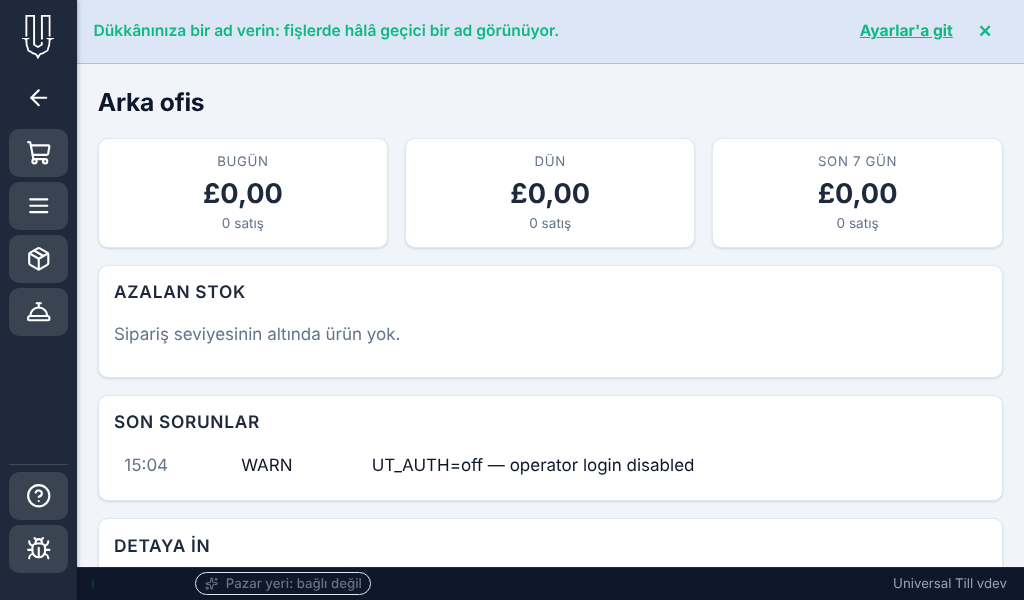 Dükkânınıza bir ad verin: fişlerde hâlâ geçici bir ad görünüyor.
Ayarlar'a git
Arka ofis
BUGÜN
£0,00
0 satış
DÜN
£0,00
0 satış
SON 7 GÜN
£0,00
0 satış
AZALAN STOK
Sipariş seviyesinin altında ürün yok.
SON SORUNLAR
15:04 WARN UT_AUTH=off — operator login disabled
DETAYA İN
Pazar yeri: bağlı değil
Universal Till vdev